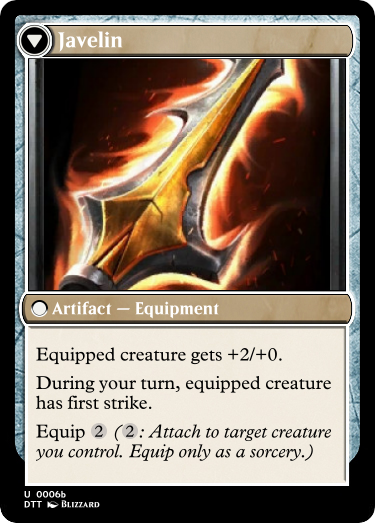 Javelin
Artifact — Equipment
Equipped creature gets +2/+0.
During your turn, equipped creature
has first strike.
Equip 2 (2: Attach to target creature
you control. Equip only as a sorcery.)
U 0006b
DTT Blizzard